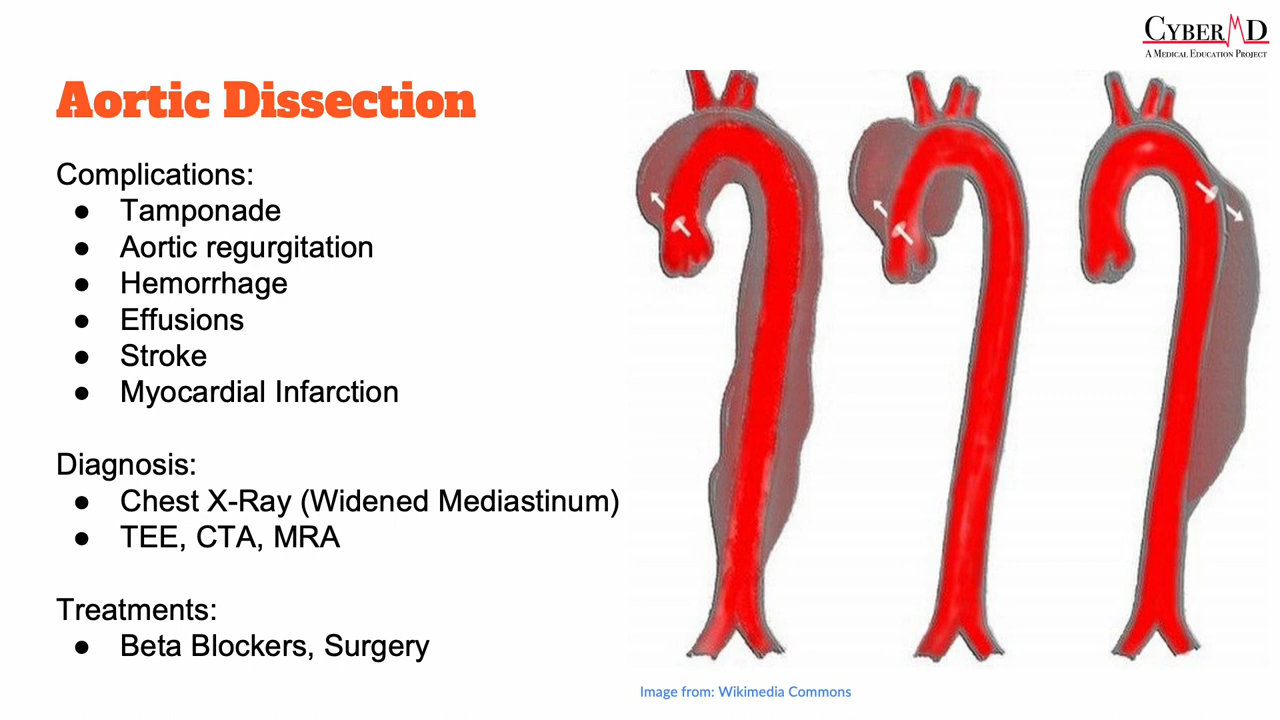 CYBERMD
A MEDICAL EDUCATION PROJECT
Aortic Dissection
Complications:
● Tamponade
● Aortic regurgitation
● Hemorrhage
● Effusions
● Stroke
● Myocardial Infarction
Diagnosis:
● Chest X-Ray (Widened Mediastinum)
● TEE, CTA, MRA
Treatments:
● Beta Blockers, Surgery
Image from: Wikimedia Commons